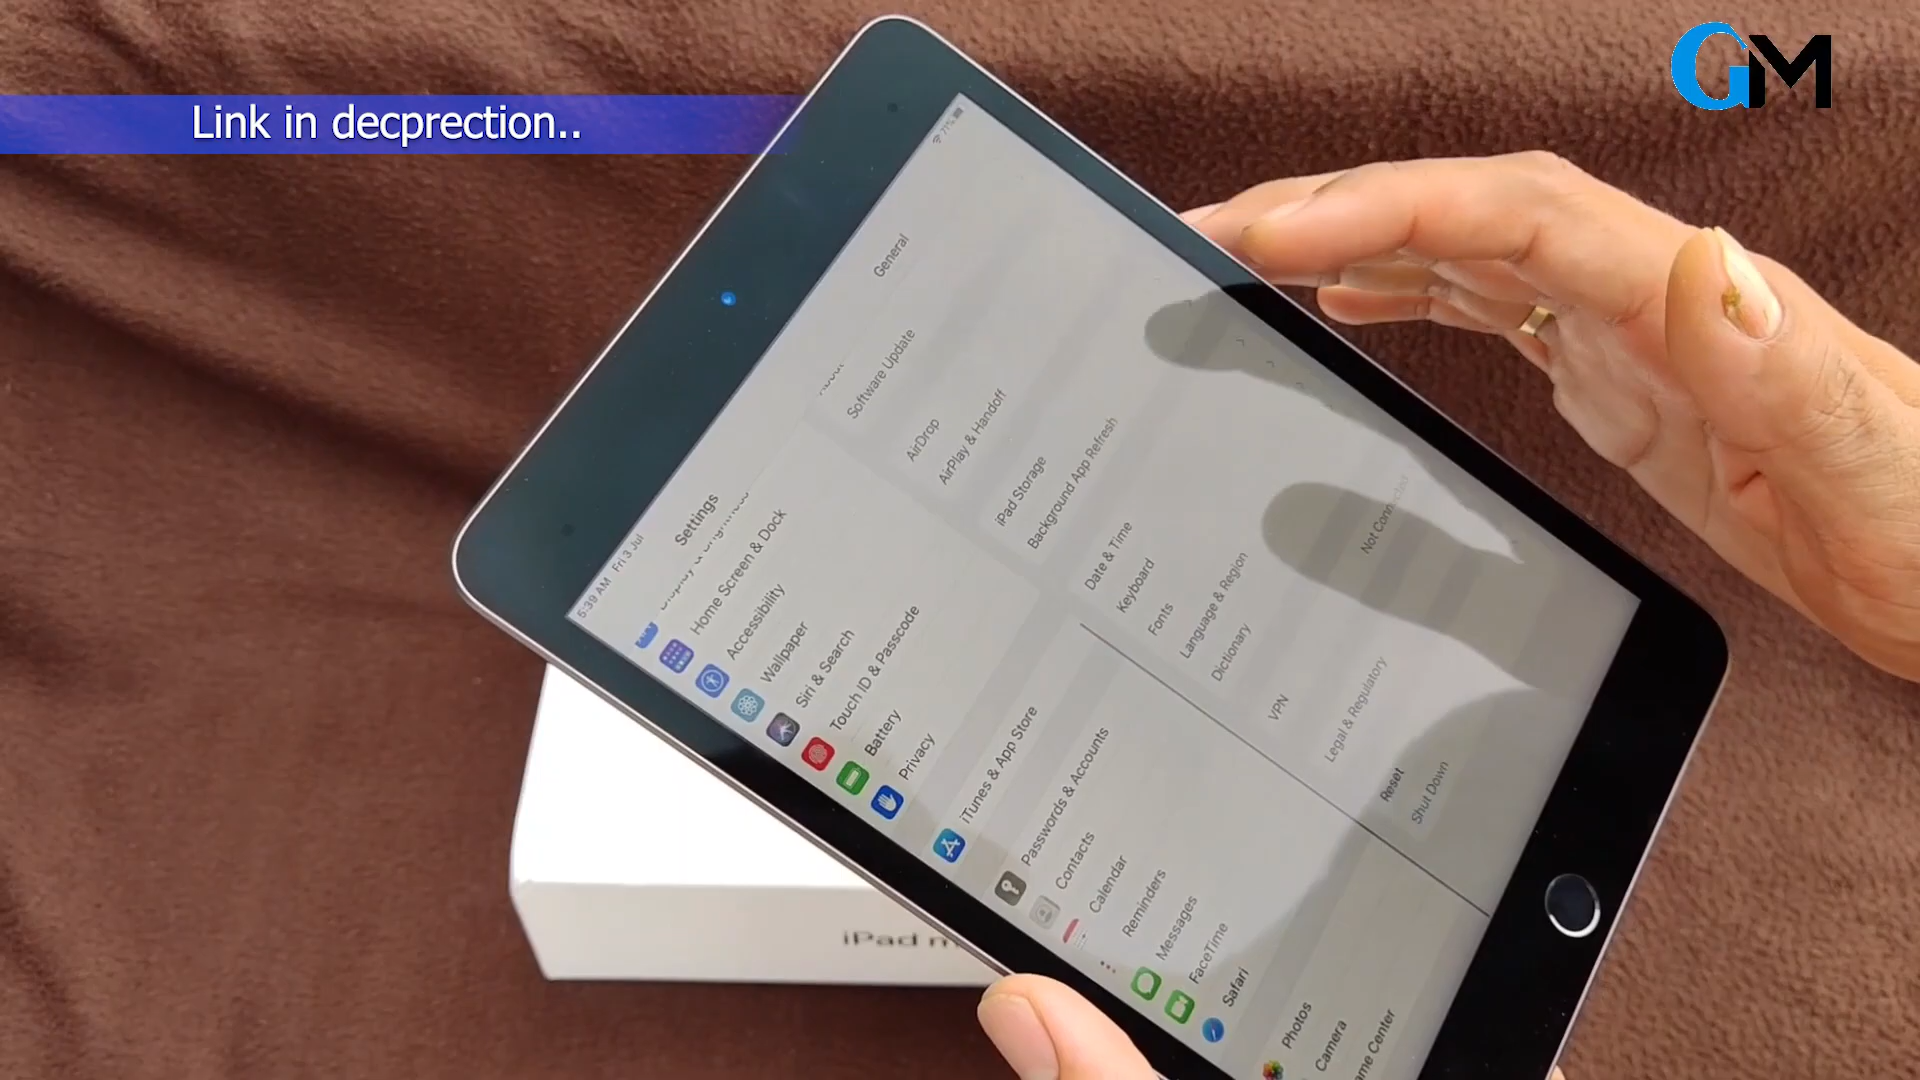 Link in decprection..
GM
5:39 AM Fri 3 Jul
71%
Settings
Home Screen & Dock
Accessibility
Wallpaper
Siri & Search
Touch ID & Passcode
Battery
Privacy
iTunes & App Store
Passwords & Accounts
Contacts
Calendar
Reminders
Messages
FaceTime
Safari
Photos
Camera
General
Software Update
AirDrop
AirPlay & Handoff
iPad Storage
Background App Refresh
Date & Time
Keyboard
Fonts
Language & Region
Dictionary
VPN
Not Connected
Legal & Regulatory
Reset
Shut Down
iPad